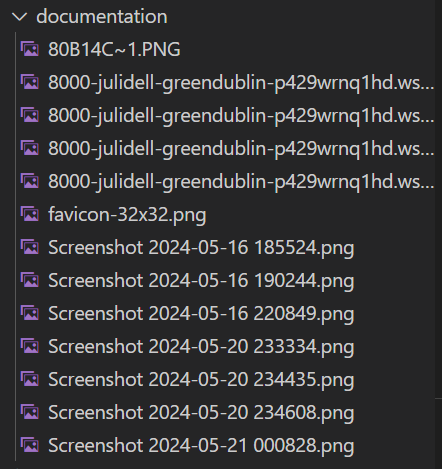 documentation
80B14C~1.PNG
8000-julidell-greendublin-p429wrnq1hd.ws...
8000-julidell-greendublin-p429wrnq1hd.ws...
8000-julidell-greendublin-p429wrnq1hd.ws...
8000-julidell-greendublin-p429wrnq1hd.ws...
favicon-32x32.png
Screenshot 2024-05-16 185524.png
Screenshot 2024-05-16 190244.png
Screenshot 2024-05-16 220849.png
Screenshot 2024-05-20 233334.png
Screenshot 2024-05-20 234435.png
Screenshot 2024-05-20 234608.png
Screenshot 2024-05-21 000828.png